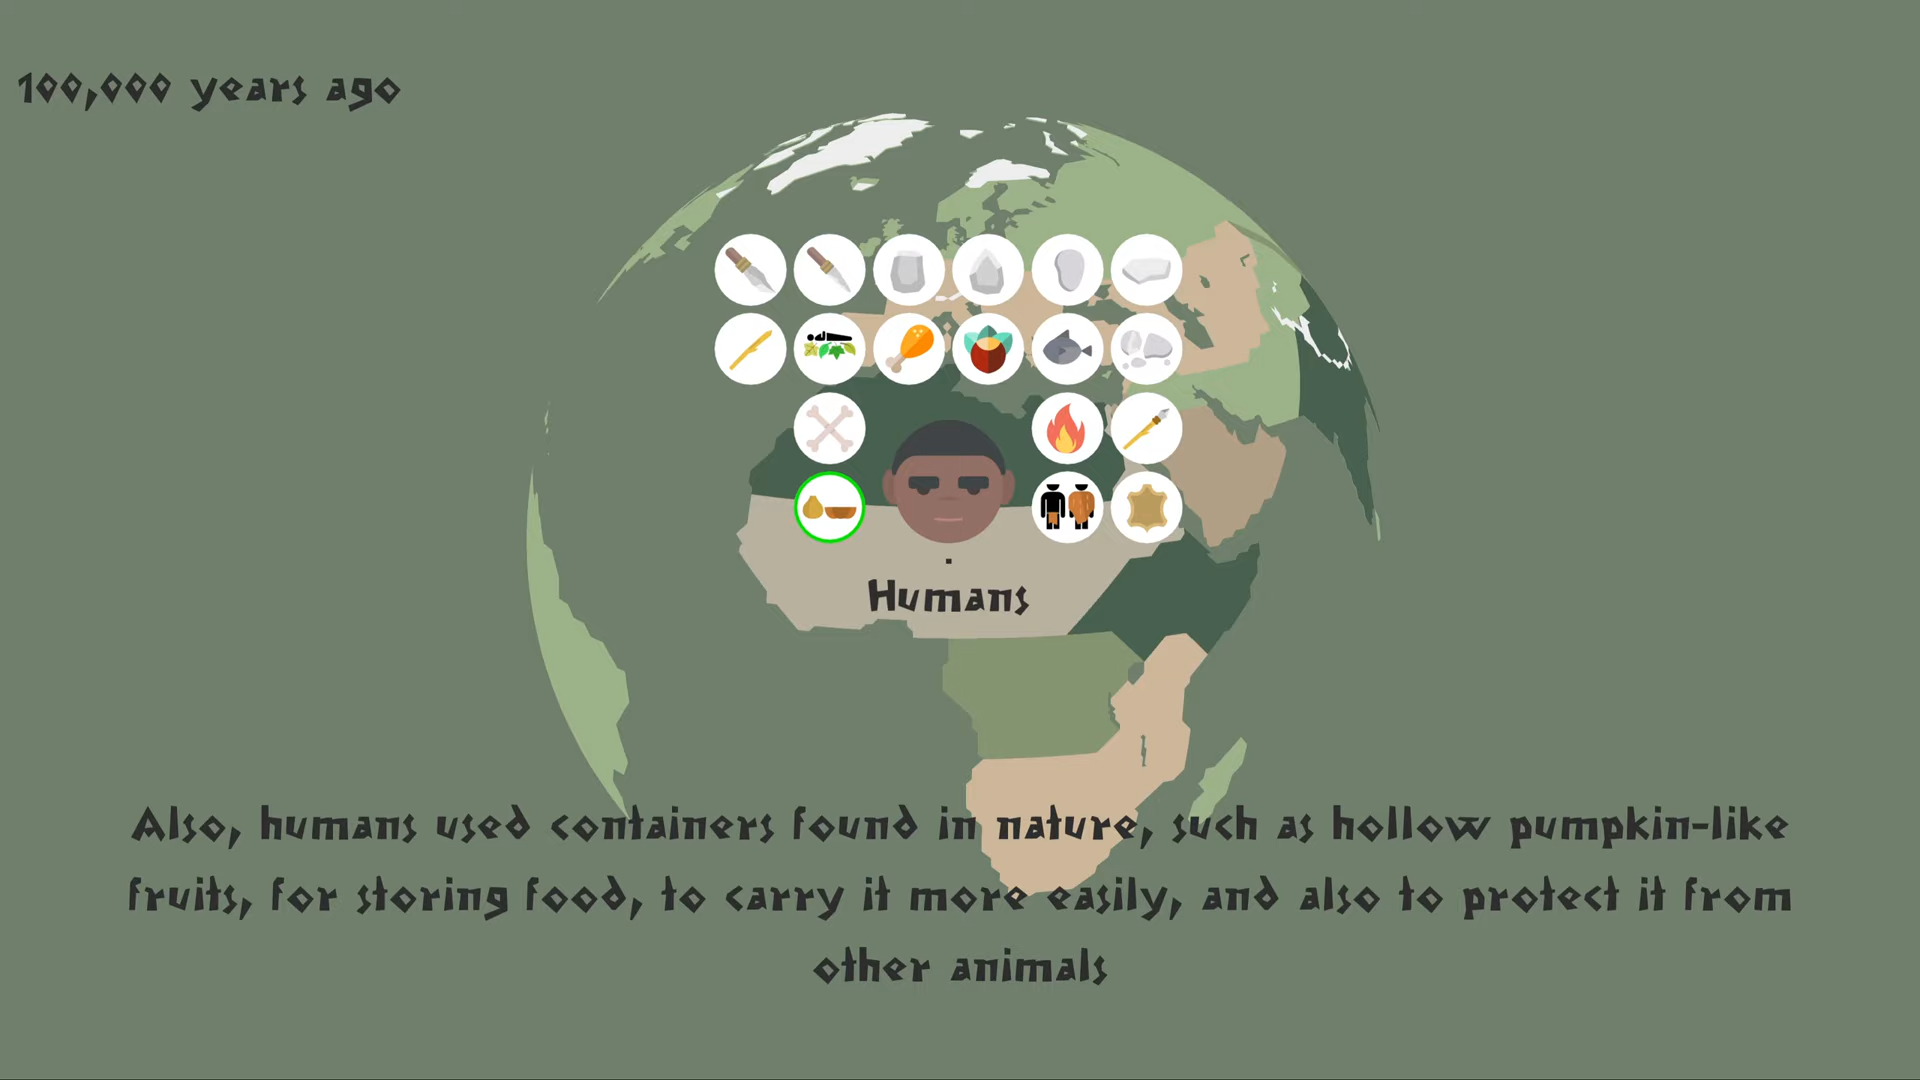 100,000 years ago
Humans
Also, humans used containers found in nature, such as hollow pumpkin-like
fruits, for storing food, to carry it more easily, and also to protect it from
other animals